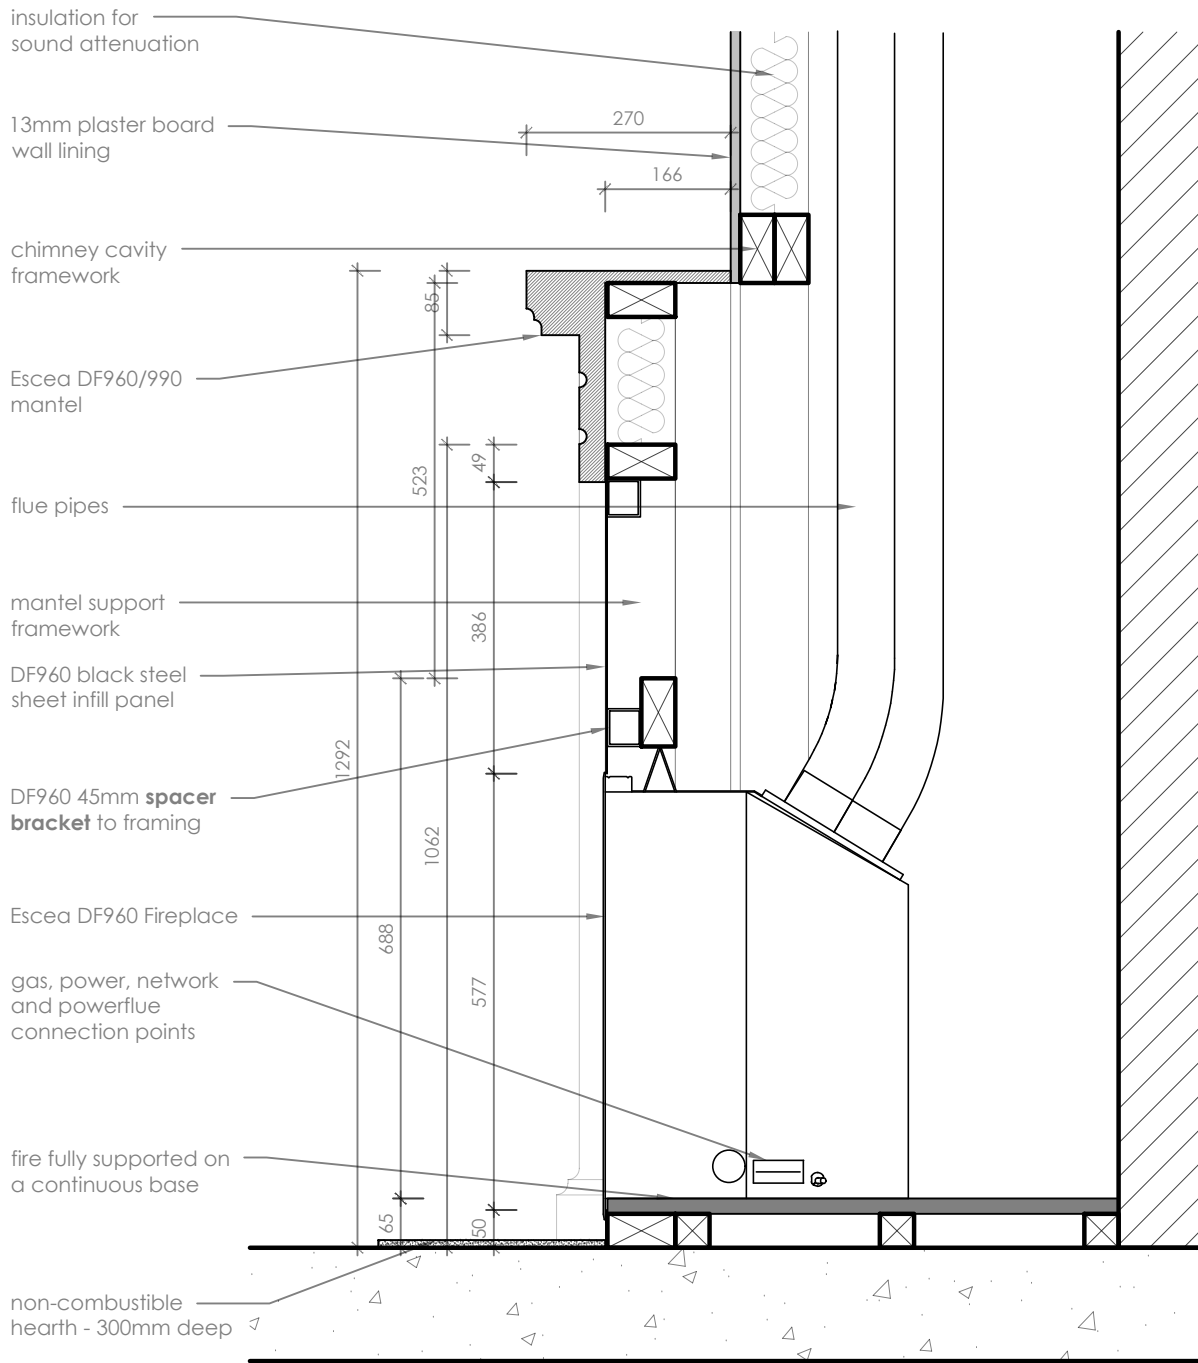 insulation for
sound attenuation
270
13mm plaster board
wall lining
166
chimney cavity
framework
85
Escea DF960/990
mantel
49
523
flue pipes
mantel support
framework
386
DF960 black steel
sheet infill panel
1292
DF960 45mm spacer
bracket to framing
1062
Escea DF960 Fireplace
688
577
gas, power, network
and powerflue
connection points
fire fully supported on
a continuous base
65
50
non-combustible
hearth - 300mm deep